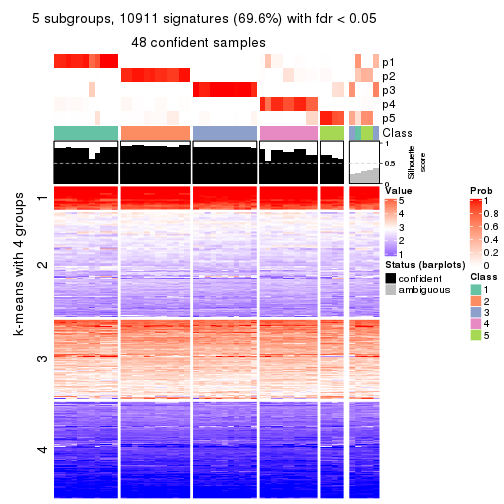 5 subgroups, 10911 signatures (69.6%) with fdr < 0.05
48 confident samples
p1
p2
p3
p4
p5
Class
1
0.5
0
Silhouette
score
k-means with 4 groups
1
2
3
4
Value
5
4
3
2
1
Status (barplots)
confident
ambiguous
Prob
1
0.8
0.6
0.4
0.2
0
Class
1
2
3
4
5